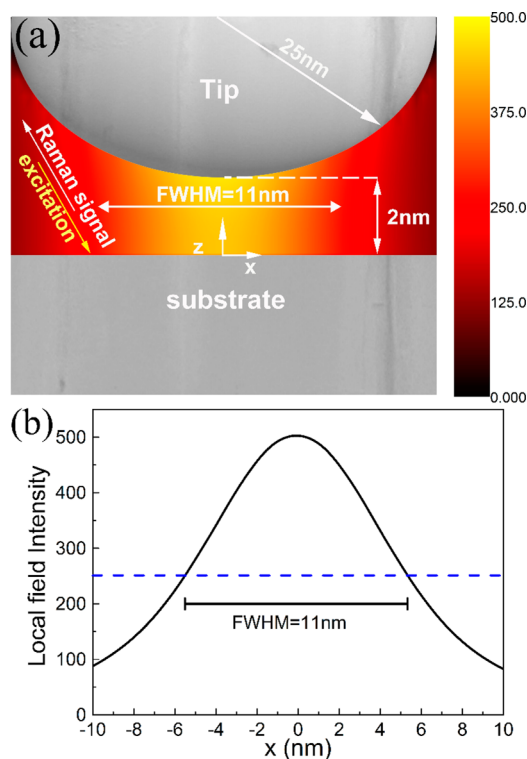 (a)
500.0
375.0
250.0
125.0
0.000
25nm
Tip
Raman signal
excitation
FWHM=11nm
2nm
z
x
substrate
(b)
Local field Intensity
500
400
300
200
100
0
FWHM=11nm
-10 -8 -6 -4 -2 0 2 4 6 8 10
x (nm)